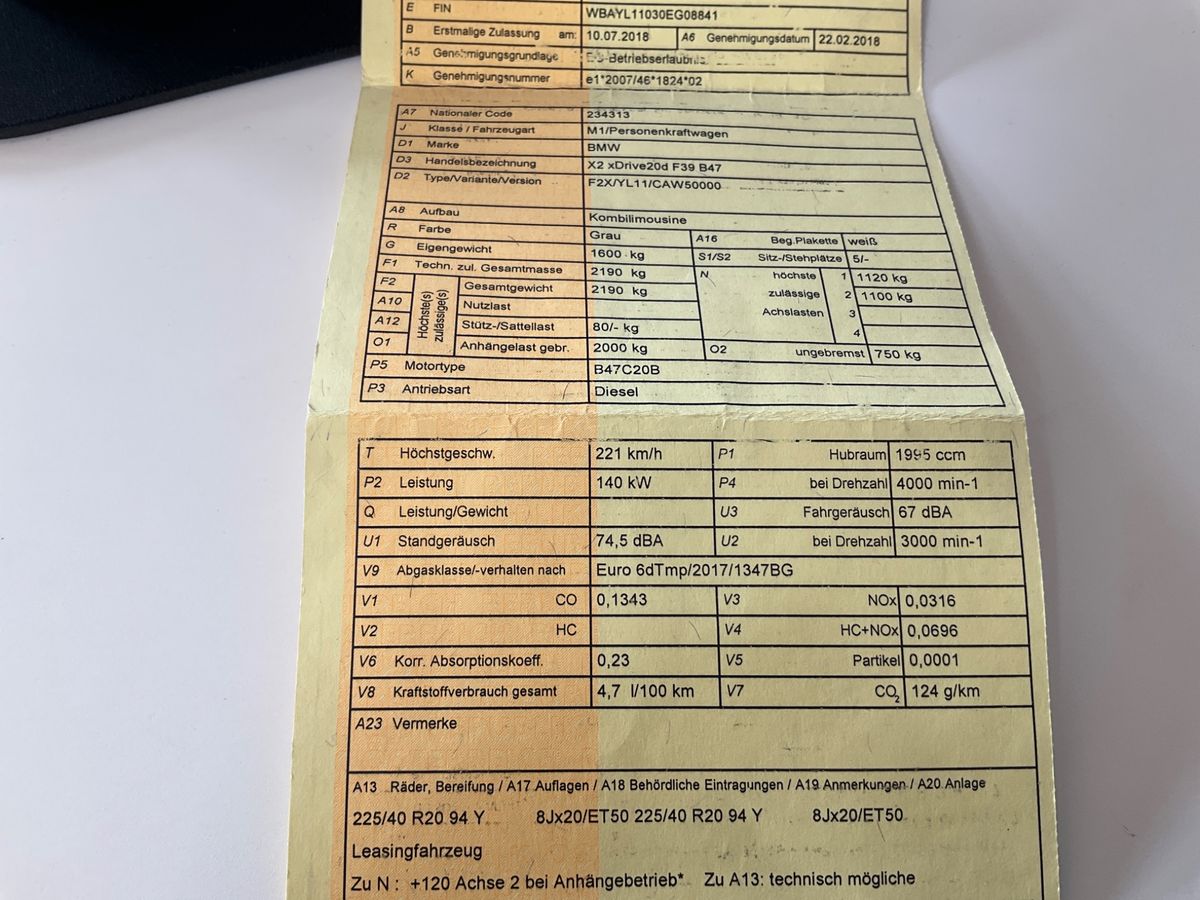 E FIN WBAYL11030EG08841
B Erstmalige Zulassung am: 10.07.2018 A6 Genehmigungsdatum 22.02.2018
A5 Genehmigungsgrundlage EG-Betriebserlaubnis
K Genehmigungsnummer e1*2007/46*1824*02
A7 Nationaler Code 234313
J Klasse / Fahrzeugart M1/Personenkraftwagen
D1 Marke BMW
D3 Handelsbezeichnung X2 xDrive20d F39 B47
D2 Type/Variante/Version F2X/YL11/CAW50000
A8 Aufbau Kombilimousine
R Farbe Grau A16 Beg.Plakette weiß
G Eigengewicht 1600 kg S1/S2 Sitz-/Stehplätze 5/-
F1 Techn. zul. Gesamtmasse 2190 kg N höchste 1 1120 kg
F2 Höchste(s) zulässige(s) Gesamtgewicht 2190 kg zulässige 2 1100 kg
A10 Nutzlast Achslasten 3
A12 Stütz-/Sattellast 80/- kg 4
O1 Anhängelast gebr. 2000 kg O2 ungebremst 750 kg
P5 Motortype B47C20B
P3 Antriebsart Diesel
T Höchstgeschw. 221 km/h P1 Hubraum 1995 ccm
P2 Leistung 140 kW P4 bei Drehzahl 4000 min-1
Q Leistung/Gewicht U3 Fahrgeräusch 67 dBA
U1 Standgeräusch 74,5 dBA U2 bei Drehzahl 3000 min-1
V9 Abgasklasse/-verhalten nach Euro 6dTmp/2017/1347BG
V1 CO 0,1343 V3 NOx 0,0316
V2 HC V4 HC+NOx 0,0696
V6 Korr. Absorptionskoeff. 0,23 V5 Partikel 0,0001
V8 Kraftstoffverbrauch gesamt 4,7 l/100 km V7 CO2 124 g/km
A23 Vermerke
A13 Räder, Bereifung / A17 Auflagen / A18 Behördliche Eintragungen / A19 Anmerkungen / A20 Anlage
225/40 R20 94 Y 8Jx20/ET50 225/40 R20 94 Y 8Jx20/ET50
Leasingfahrzeug
Zu N : +120 Achse 2 bei Anhängebetrieb* Zu A13: technisch mögliche